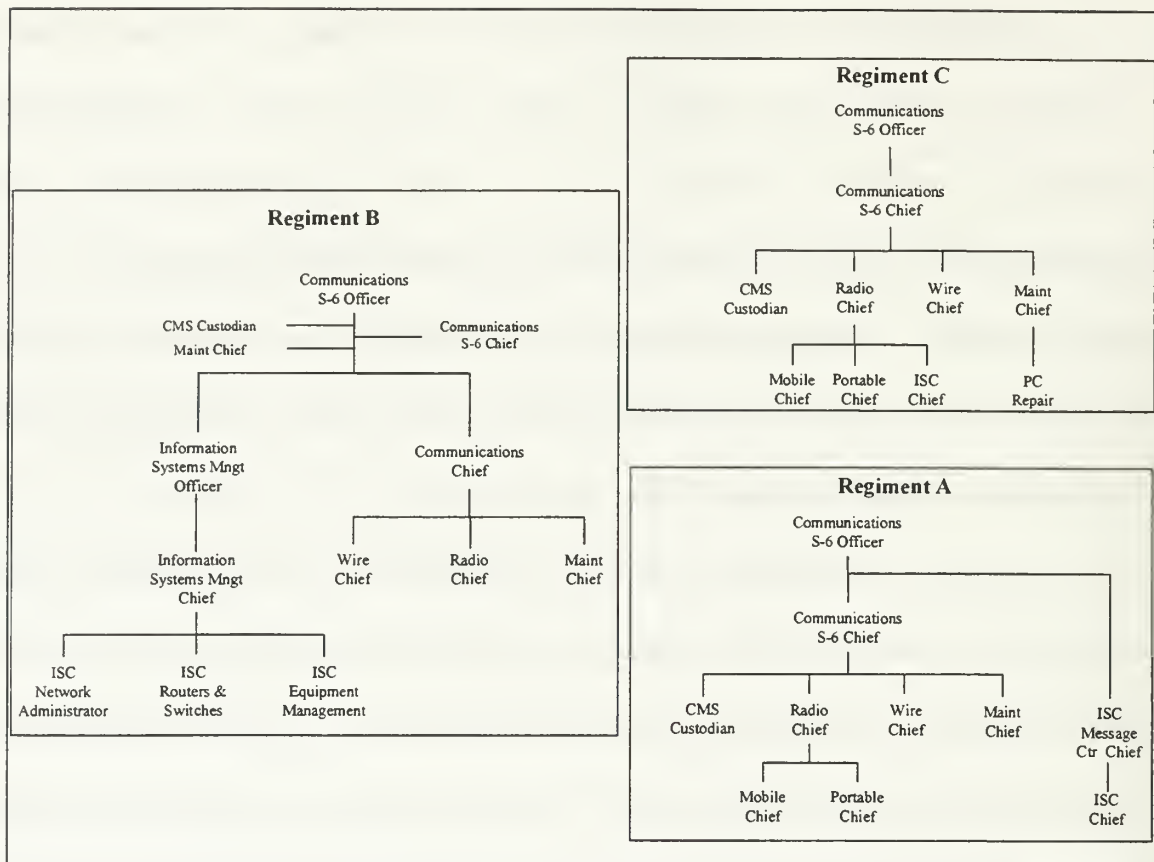 Regiment C
Communications
S-6 Officer
Communications
S-6 Chief
CMS
Custodian
Radio
Chief
Wire
Chief
Maint
Chief
Mobile
Chief
Portable
Chief
ISC
Chief
PC
Repair
Regiment B
Communications
S-6 Officer
CMS Custodian
Maint Chief
Communications
S-6 Chief
Information
Systems Mngt
Officer
Communications
Chief
Information
Systems Mngt
Chief
Wire
Chief
Radio
Chief
Maint
Chief
ISC
Network
Administrator
ISC
Routers &
Switches
ISC
Equipment
Management
Regiment A
Communications
S-6 Officer
Communications
S-6 Chief
CMS
Custodian
Radio
Chief
Wire
Chief
Maint
Chief
ISC
Message
Ctr Chief
Mobile
Chief
Portable
Chief
ISC
Chief